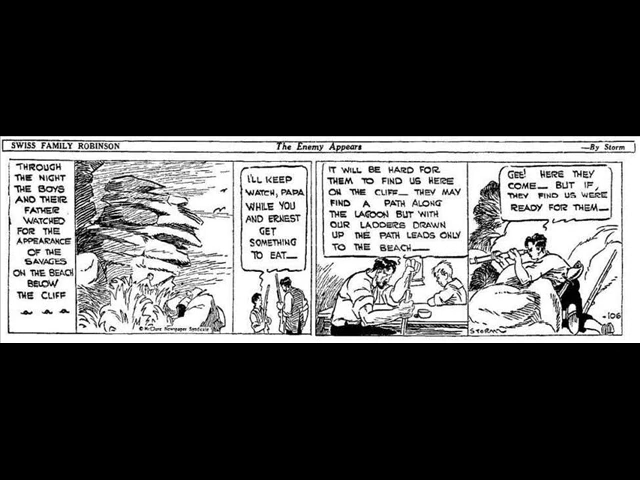 SWISS FAMILY ROBINSON
The Enemy Appears
—By Storm
THROUGH
THE NIGHT
THE BOYS
AND THEIR
FATHER
WATCHED
FOR THE
APPEARANCE
OF THE
SAVAGES
ON THE BEACH
BELOW
THE CLIFF
© McClure Newspaper Syndicate
I'LL KEEP
WATCH, PAPA
WHILE YOU
AND ERNEST
GET
SOMETHING
TO EAT—
IT WILL BE HARD FOR
THEM TO FIND US HERE
ON THE CLIFF— THEY MAY
FIND A PATH ALONG
THE LAGOON BUT WITH
OUR LADDERS DRAWN
UP THE PATH LEADS ONLY
TO THE BEACH—
GEE! HERE THEY
COME— BUT IF,
THEY FIND US WERE
READY FOR THEM—
STORM
-106